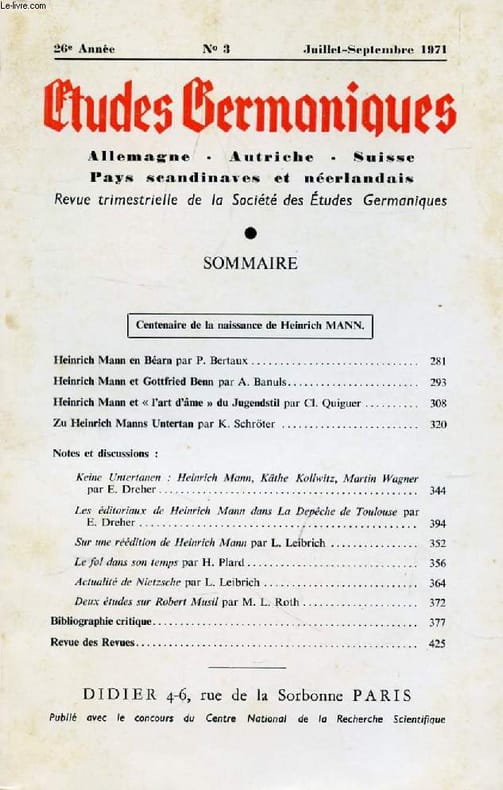 Le-livre.com
26e Année N° 3 Juillet-Septembre 1971
Etudes Germaniques
Allemagne - Autriche - Suisse
Pays scandinaves et néerlandais
Revue trimestrielle de la Société des Études Germaniques
SOMMAIRE
Centenaire de la naissance de Heinrich MANN.
Heinrich Mann en Béarn par P. Bertaux 281
Heinrich Mann et Gottfried Benn par A. Banuls 293
Heinrich Mann et « l'art d'âme » du Jugendstil par Cl. Quiguer 308
Zu Heinrich Manns Untertan par K. Schröter 320
Notes et discussions :
Keine Untertanen : Heinrich Mann, Käthe Kollwitz, Martin Wagner
par E. Dreher 344
Les éditoriaux de Heinrich Mann dans La Depêche de Toulouse par
E. Dreher 394
Sur une réédition de Heinrich Mann par L. Leibrich 352
Le fol dans son temps par H. Plard 356
Actualité de Nietzsche par L. Leibrich 364
Deux études sur Robert Musil par M. L. Roth 372
Bibliographie critique 377
Revue des Revues 425
DIDIER 4-6, rue de la Sorbonne PARIS
Publié avec le concours du Centre National de la Recherche Scientifique